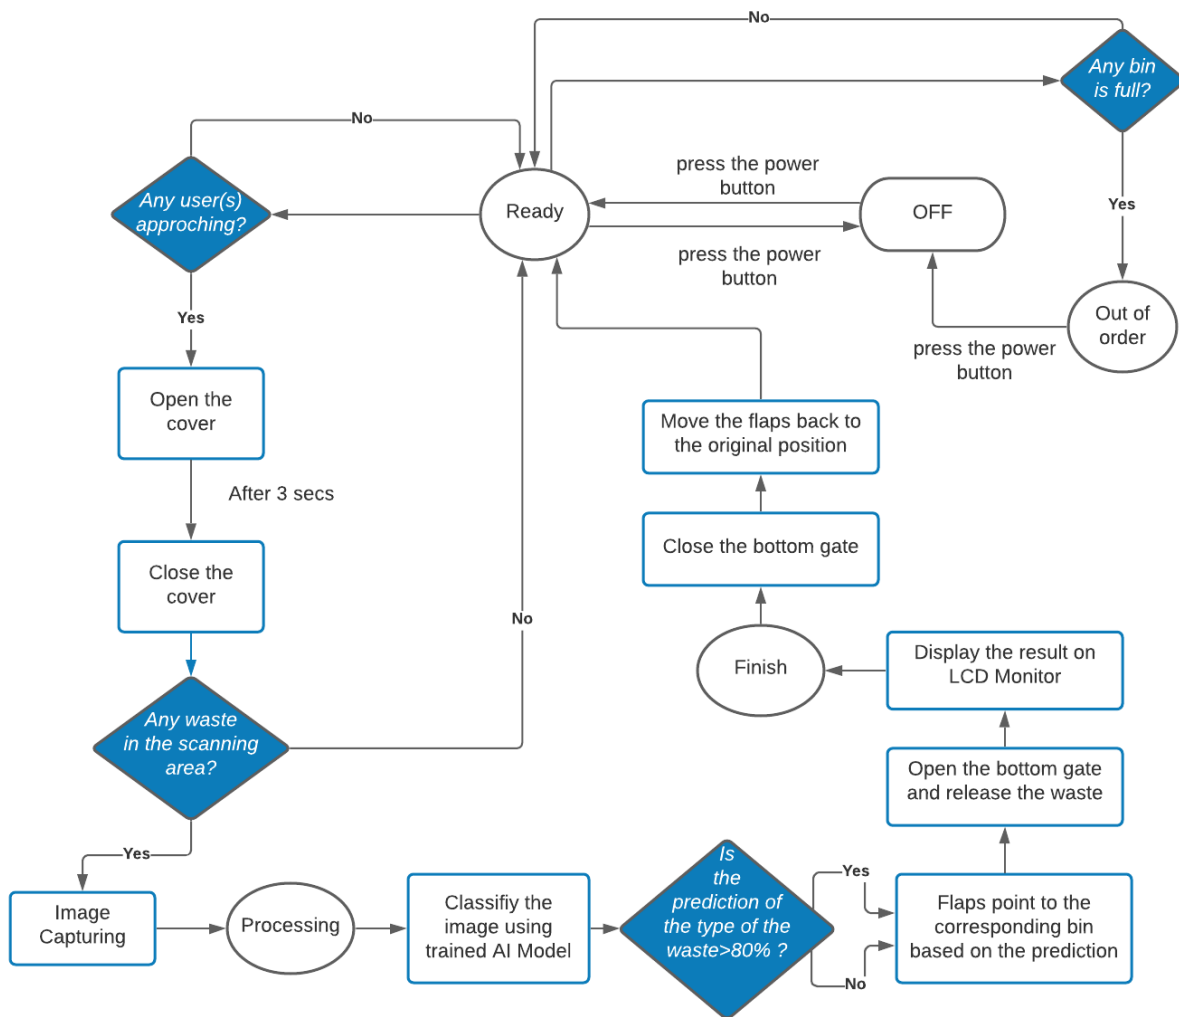 No
Any bin
is full?
No
Any user(s)
approching?
Ready
press the power
button
OFF
Yes
press the power
button
Out of
order
press the power
button
Yes
Open the
cover
After 3 secs
Close the
cover
No
Any waste
in the scanning
area?
Yes
Image
Capturing
Processing
Classifiy the
image using
trained AI Model
Is
the
prediction of
the type of the
waste>80% ?
Yes
No
Flaps point to the
corresponding bin
based on the prediction
Open the bottom gate
and release the waste
Display the result on
LCD Monitor
Finish
Close the bottom gate
Move the flaps back to
the original position